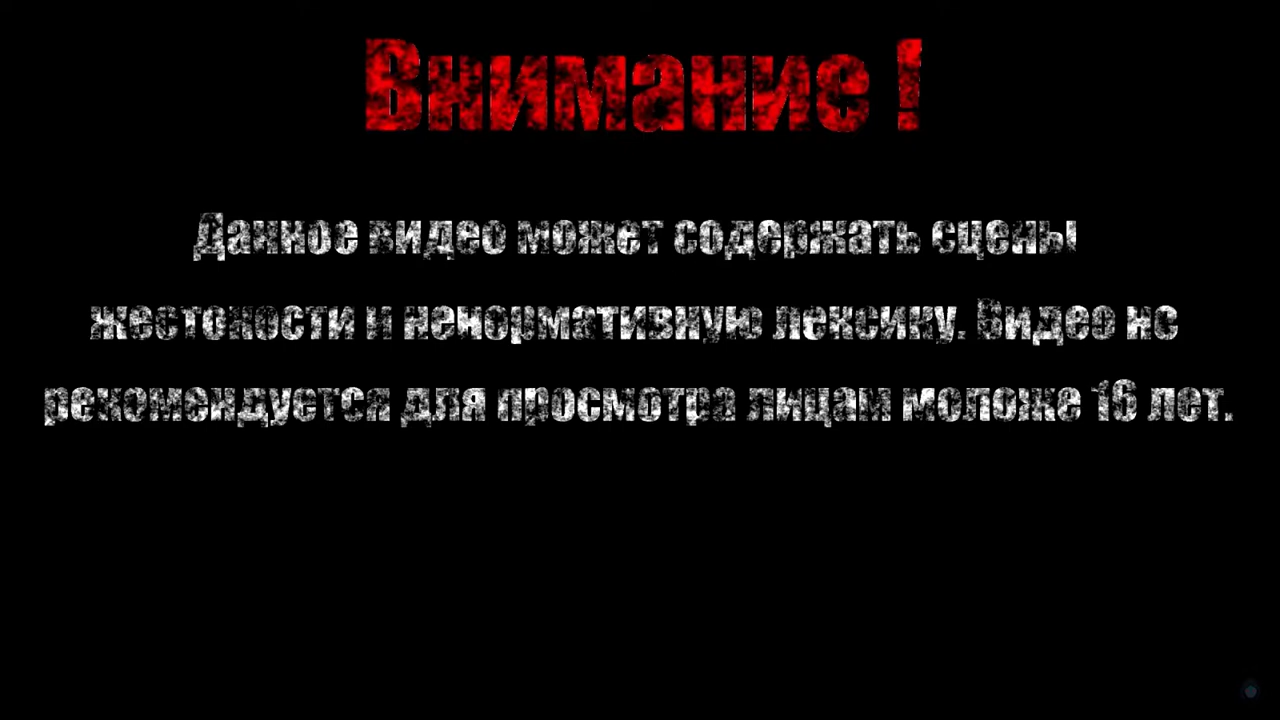 Внимание !
Данное видео может содержать сцены
жестокости и ненормативную лексику. Видео не
рекомендуется для просмотра лицам моложе 16 лет.